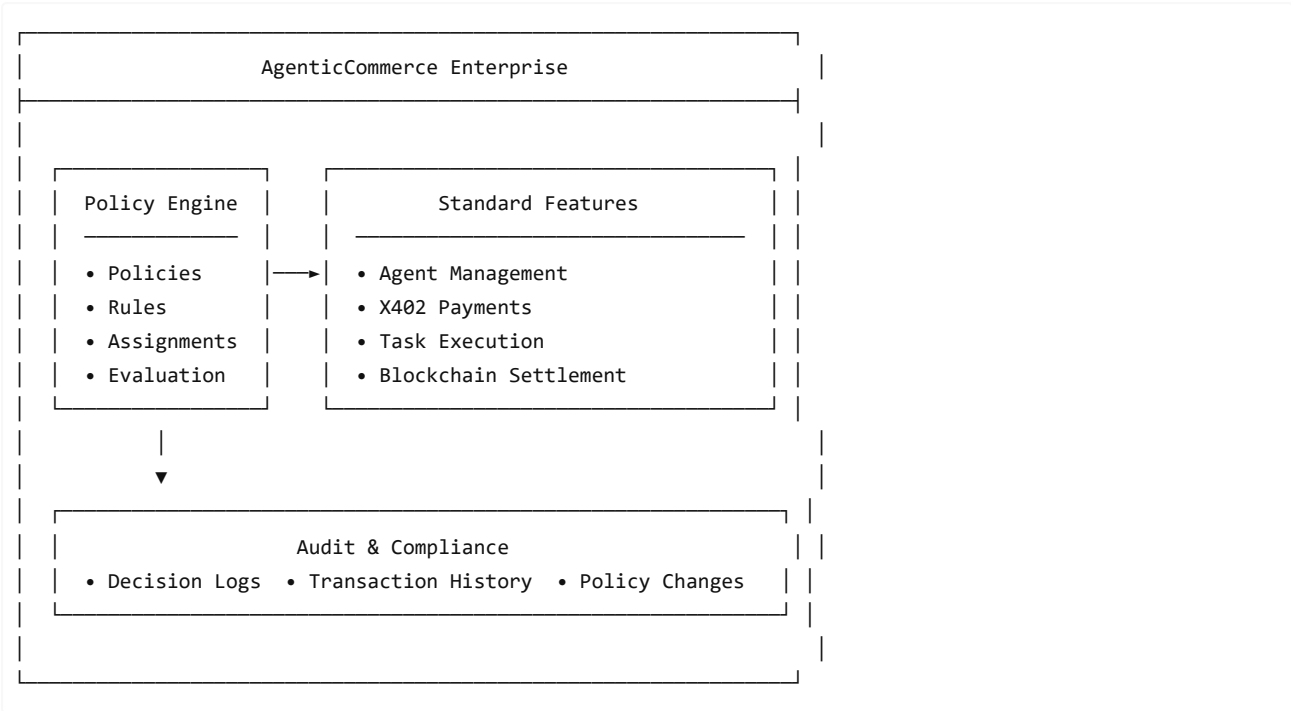 AgenticCommerce Enterprise
Policy Engine Standard Features
• Policies • Agent Management
• Rules • X402 Payments
• Assignments • Task Execution
• Evaluation • Blockchain Settlement
Audit & Compliance
• Decision Logs • Transaction History • Policy Changes